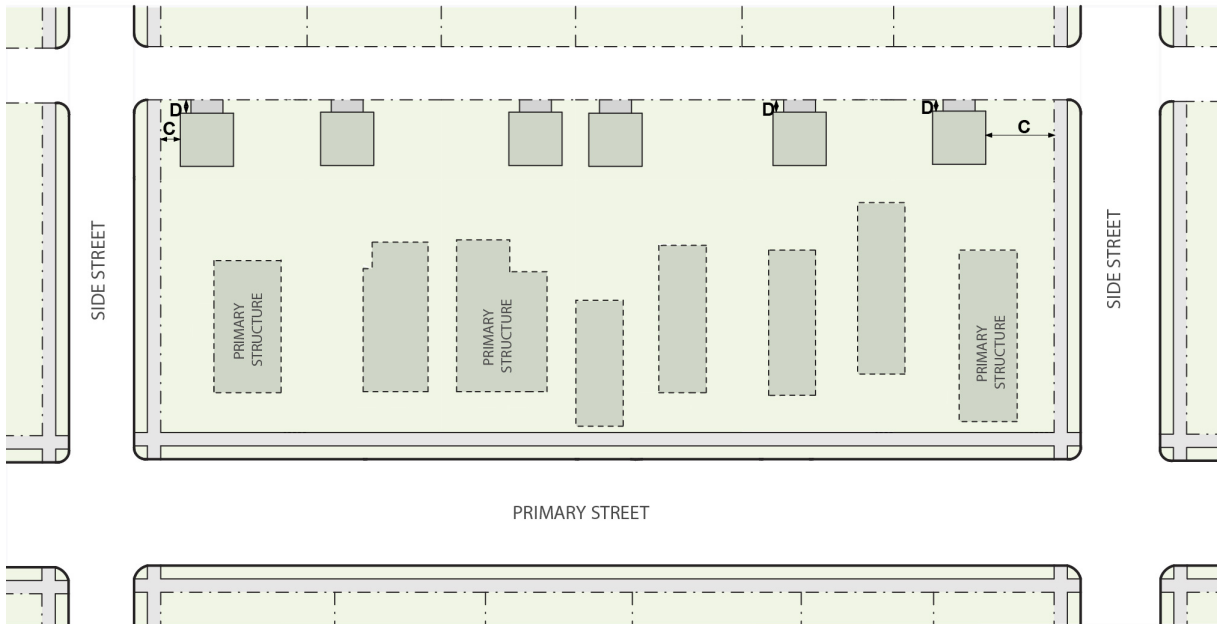 D
D
D
C
C
SIDE STREET
SIDE STREET
PRIMARY
STRUCTURE
PRIMARY
STRUCTURE
PRIMARY
STRUCTURE
PRIMARY STREET